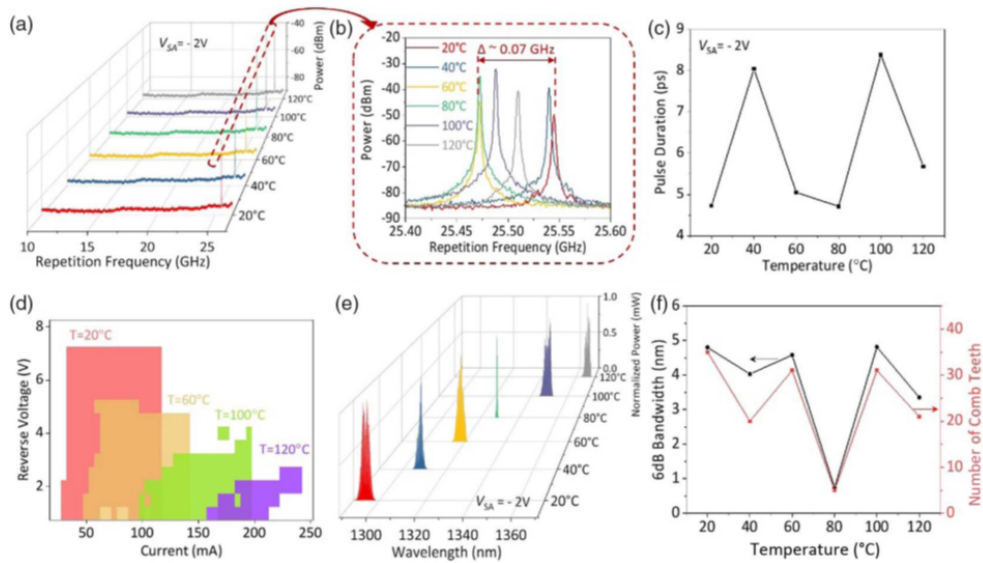 (a)
V_SA= - 2V
-40
-60
-80
Power (dBm)
120°C
100°C
80°C
60°C
40°C
20°C
10
15
20
25
Repetition Frequency (GHz)
(b)
-20
-30
-40
-50
-60
-70
-80
-90
Power (dBm)
20°C
40°C
60°C
80°C
100°C
120°C
Δ ~ 0.07 GHz
25.40
25.45
25.50
25.55
25.60
Repetition Frequency (GHz)
(c)
V_SA= - 2V
9
8
7
6
5
4
Pulse Duration (ps)
20
40
60
80
100
120
Temperature (°C)
(d)
8
6
4
2
Reverse Voltage (V)
T=20°C
T=60°C
T=100°C
T=120°C
50
100
150
200
250
Current (mA)
(e)
1.0
0.5
0.0
Normalized Power (mW)
120°C
100°C
80°C
60°C
40°C
20°C
V_SA = - 2V
1300
1320
1340
1360
Wavelength (nm)
(f)
6
5
4
3
2
1
0
6dB Bandwidth (nm)
40
30
20
10
0
Number of Comb Teeth
20
40
60
80
100
120
Temperature (°C)